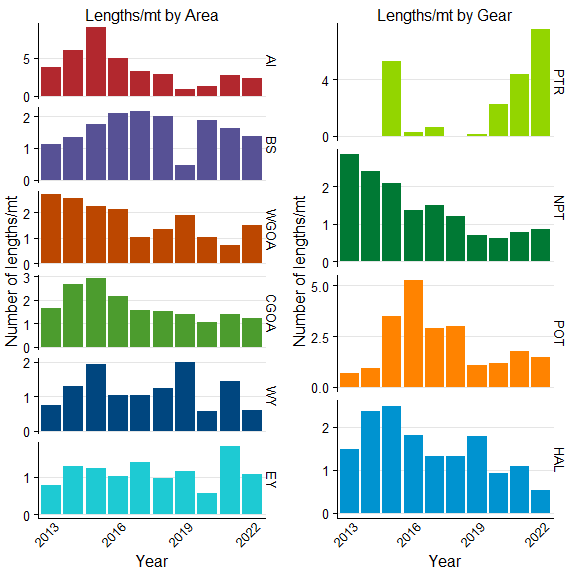 Lengths/mt by Area
Lengths/mt by Gear
Number of lengths/mt
5
0
AI
2
1
0
BS
2
1
0
WGOA
3
2
1
0
CGOA
2
1
0
WY
1
0
EY
2013
2016
2019
2022
Year
Number of lengths/mt
4
0
PTR
2
1
0
NPT
5.0
2.5
0.0
POT
2
1
0
HAL
2013
2016
2019
2022
Year